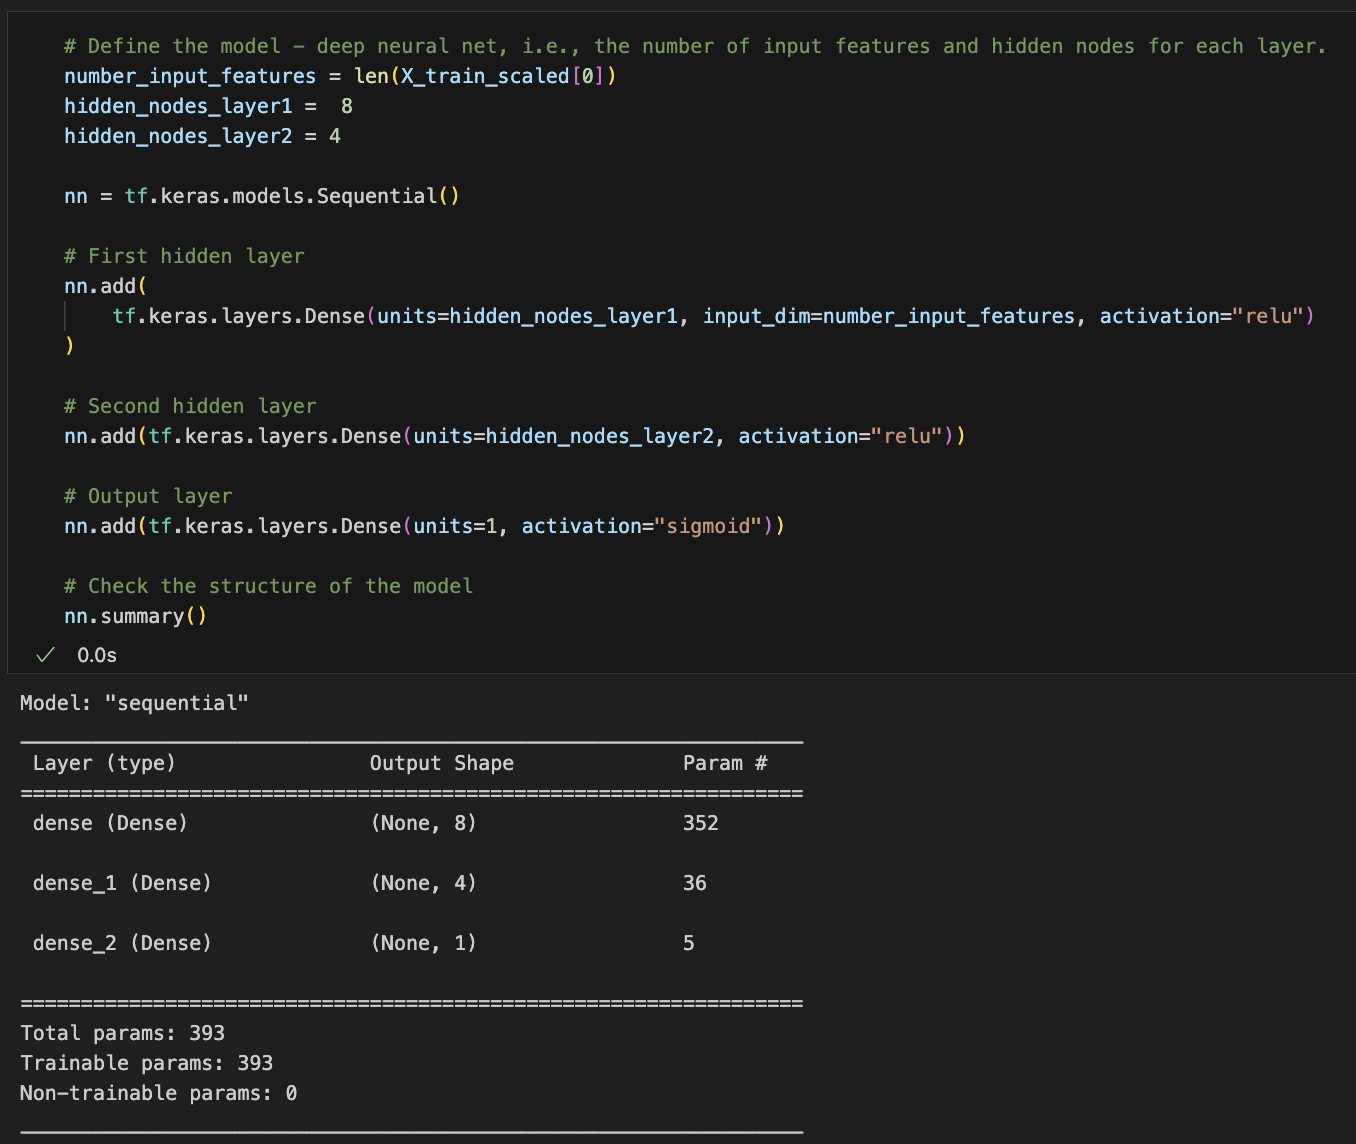 # Define the model – deep neural net, i.e., the number of input features and hidden nodes for each layer.
number_input_features = len(X_train_scaled[0])
hidden_nodes_layer1 =  8
hidden_nodes_layer2 = 4
nn = tf.keras.models.Sequential()
# First hidden layer
nn.add(
    tf.keras.layers.Dense(units=hidden_nodes_layer1, input_dim=number_input_features, activation="relu")
)
# Second hidden layer
nn.add(tf.keras.layers.Dense(units=hidden_nodes_layer2, activation="relu"))
# Output layer
nn.add(tf.keras.layers.Dense(units=1, activation="sigmoid"))
# Check the structure of the model
nn.summary()
✓ 0.0s
Model: "sequential"
_________________________________________________________________
Layer (type)                Output Shape              Param #
=================================================================
dense (Dense)               (None, 8)                 352
dense_1 (Dense)             (None, 4)                 36
dense_2 (Dense)             (None, 1)                 5
=================================================================
Total params: 393
Trainable params: 393
Non-trainable params: 0
_________________________________________________________________